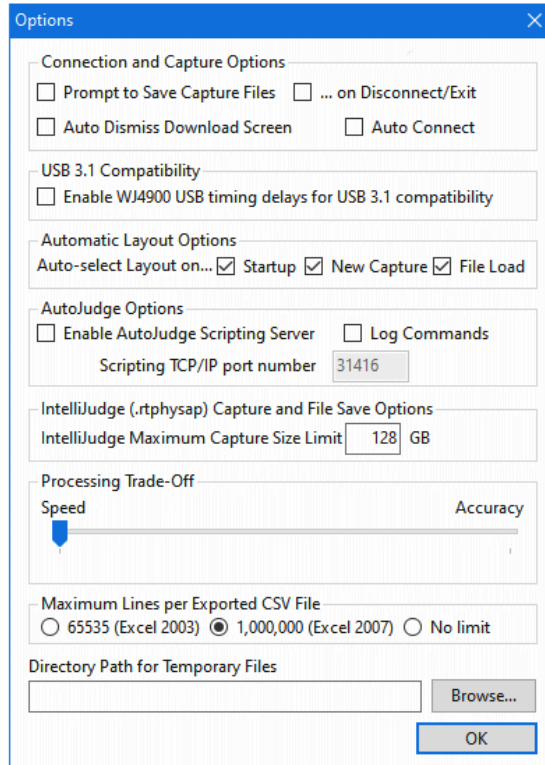 Options
Connection and Capture Options
Prompt to Save Capture Files ... on Disconnect/Exit
Auto Dismiss Download Screen Auto Connect
USB 3.1 Compatibility
Enable WJ4900 USB timing delays for USB 3.1 compatibility
Automatic Layout Options
Auto-select Layout on... Startup New Capture File Load
AutoJudge Options
Enable AutoJudge Scripting Server Log Commands
Scripting TCP/IP port number 31416
IntelliJudge (.rtphysap) Capture and File Save Options
IntelliJudge Maximum Capture Size Limit 128 GB
Processing Trade-Off
Speed Accuracy
Maximum Lines per Exported CSV File
65535 (Excel 2003) 1,000,000 (Excel 2007) No limit
Directory Path for Temporary Files
Browse...
OK